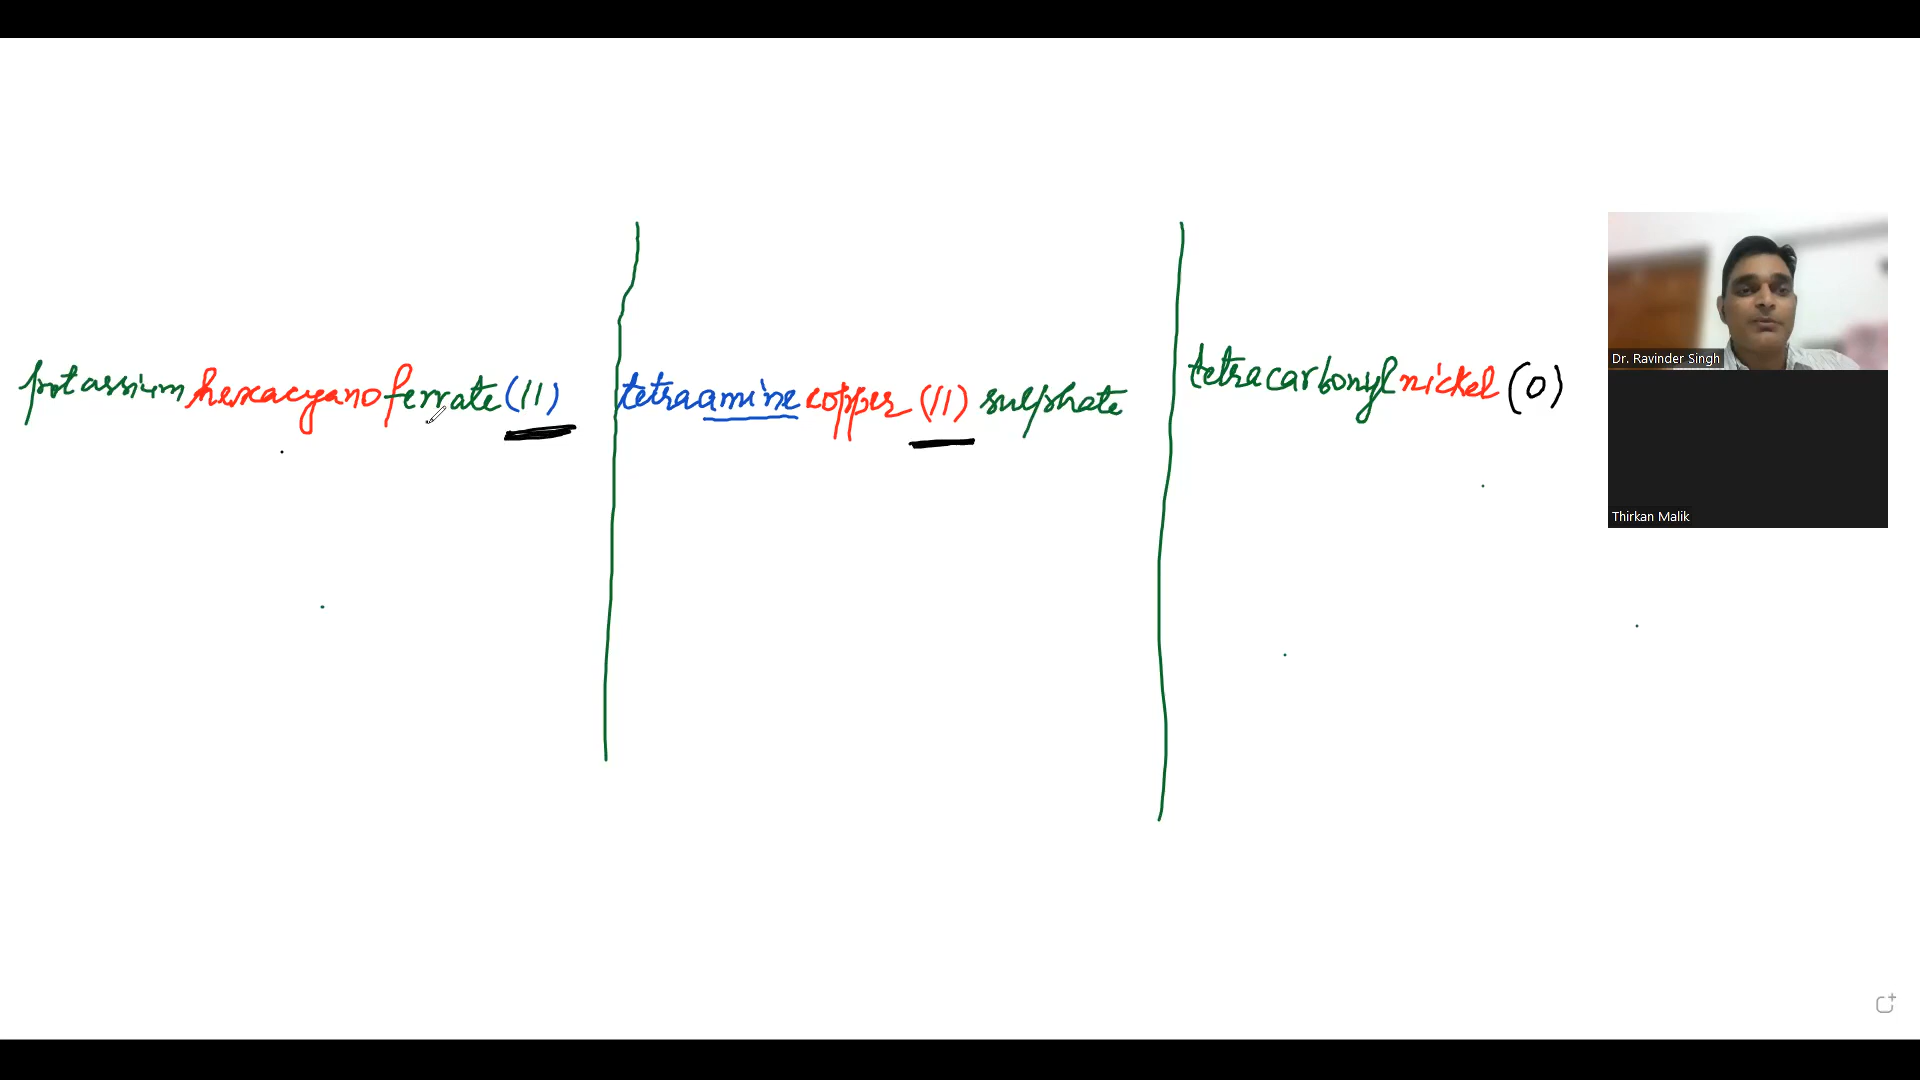 potassium hexacyanoferrate (II)
tetraamine copper (II) sulphate
tetracarbonyl nickel (0)
Dr. Ravinder Singh
Thirkan Malik